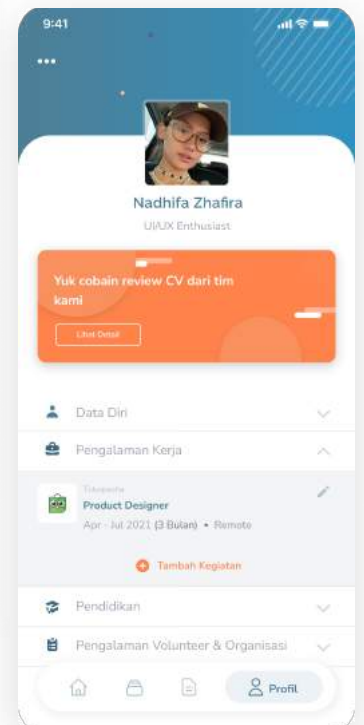 9:41
Nadhifa Zhafira
UI/UX Enthusiast
Yuk cobain review CV dari tim
kami
Lihat Detail
Data Diri
Pengalaman Kerja
Tokopedia
Product Designer
Apr - Jul 2021 (3 Bulan) • Remote
Tambah Kegiatan
Pendidikan
Pengalaman Volunteer & Organisasi
Profil